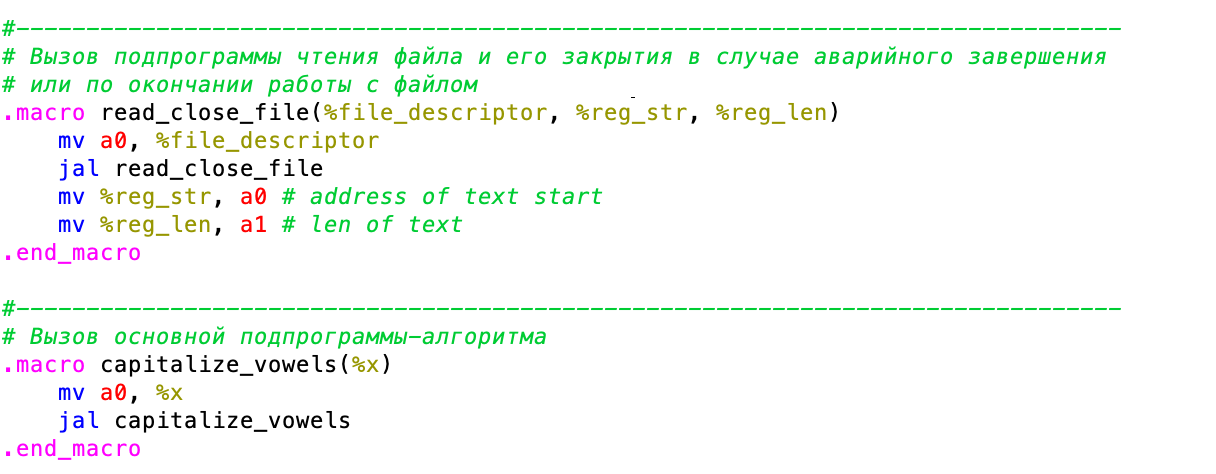 #-------------------------------------------------------------------------------
# Вызов подпрограммы чтения файла и его закрытия в случае аварийного завершения
# или по окончании работы с файлом
.macro read_close_file(%file_descriptor, %reg_str, %reg_len)
    mv a0, %file_descriptor
    jal read_close_file
    mv %reg_str, a0 # address of text start
    mv %reg_len, a1 # len of text
.end_macro

#-------------------------------------------------------------------------------
# Вызов основной подпрограммы-алгоритма
.macro capitalize_vowels(%x)
    mv a0, %x
    jal capitalize_vowels
.end_macro